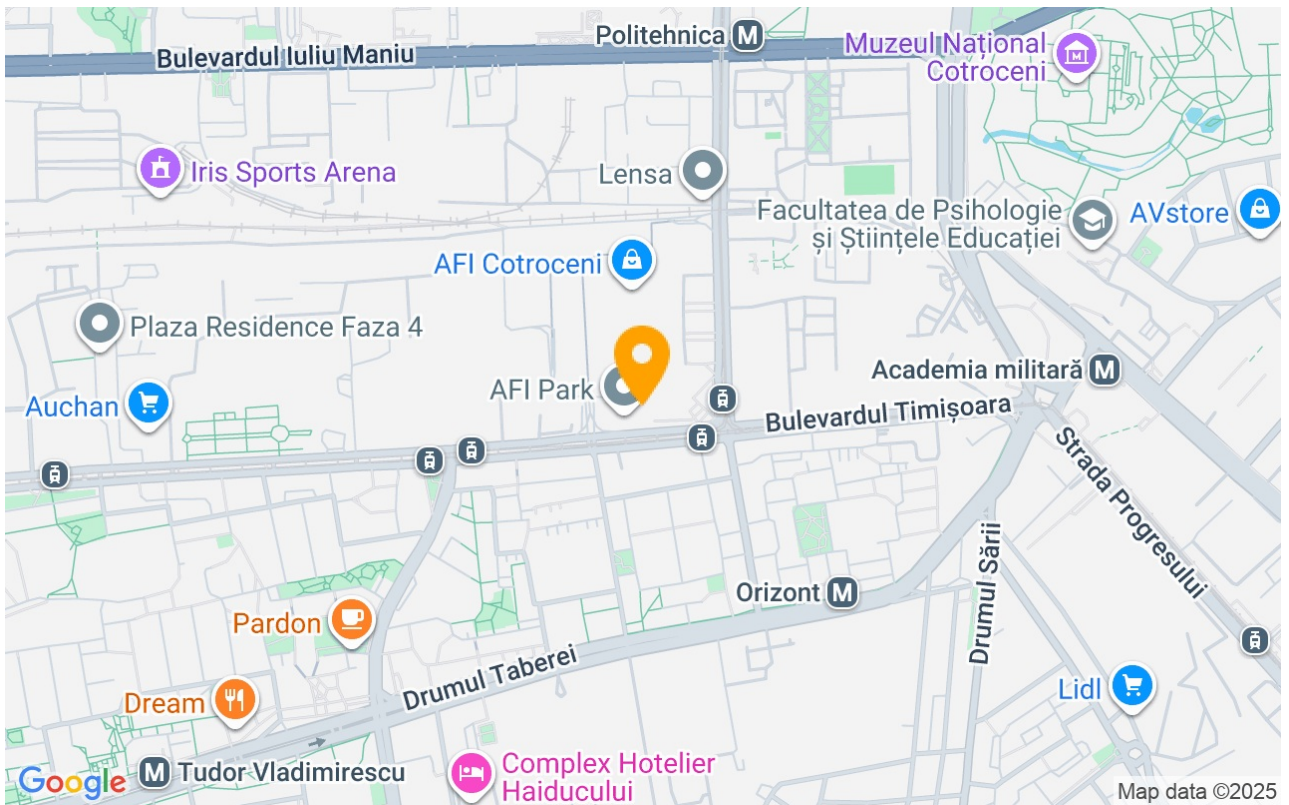 Politehnica M
Bulevardul Iuliu Maniu
Muzeul Național
Cotroceni
M
Iris Sports Arena
Lensa
Facultatea de Psihologie
și Științele Educației
AVstore
AFI Cotroceni
Plaza Residence Faza 4
Academia militară M
AFI Park
Auchan
Bulevardul Timișoara
Strada Progresului
Drumul Sării
Orizont M
Pardon
Drumul Taberei
Lidl
Dream
Complex Hotelier
Haiducului
Google
M Tudor Vladimirescu
Map data ©2025